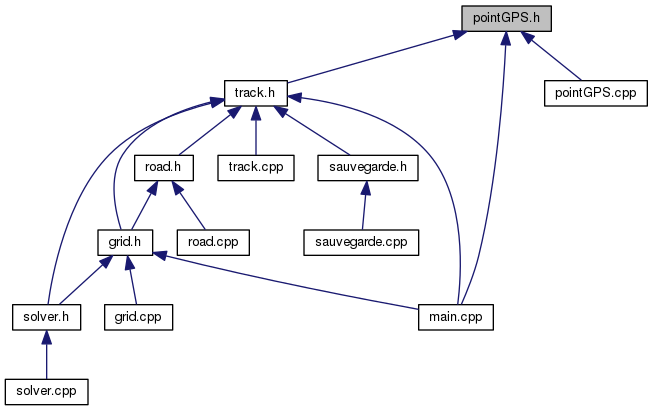 pointGPS.h
track.h
pointGPS.cpp
road.h
track.cpp
sauvegarde.h
grid.h
road.cpp
sauvegarde.cpp
solver.h
grid.cpp
main.cpp
solver.cpp